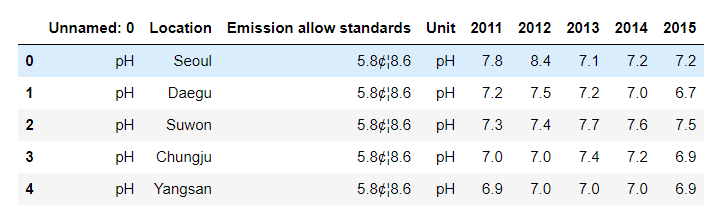 Unnamed: 0 Location Emission allow standards Unit 2011 2012 2013 2014 2015
0 pH Seoul 5.8¢¦8.6 pH 7.8 8.4 7.1 7.2 7.2
1 pH Daegu 5.8¢¦8.6 pH 7.2 7.5 7.2 7.0 6.7
2 pH Suwon 5.8¢¦8.6 pH 7.3 7.4 7.7 7.6 7.5
3 pH Chungju 5.8¢¦8.6 pH 7.0 7.0 7.4 7.2 6.9
4 pH Yangsan 5.8¢¦8.6 pH 6.9 7.0 7.0 7.0 6.9